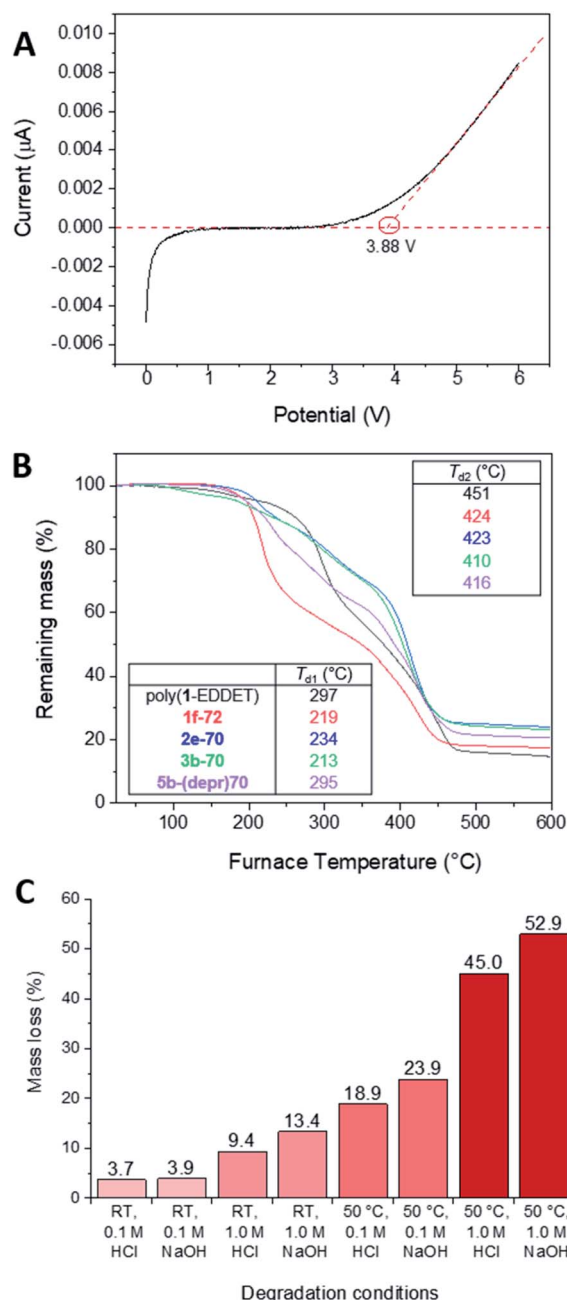 A
0.010
0.008
0.006
0.004
0.002
0.000
-0.002
-0.004
-0.006
Current (µA)
3.88 V
0 1 2 3 4 5 6
Potential (V)
B
100
80
60
40
20
0
Remaining mass (%)
Td2 (°C)
451
424
423
410
416
Td1 (°C)
poly(1-EDDET) 297
1f-72 219
2e-70 234
3b-70 213
5b-(depr)70 295
100 200 300 400 500 600
Furnace Temperature (°C)
C
60
50
40
30
20
10
0
Mass loss (%)
3.7 3.9 9.4 13.4 18.9 23.9 45.0 52.9
RT, RT, RT, RT, 50 °C, 50 °C, 50 °C, 50 °C,
0.1 M 0.1 M 1.0 M 1.0 M 0.1 M 0.1 M 1.0 M 1.0 M
HCl NaOH HCl NaOH HCl NaOH HCl NaOH
Degradation conditions